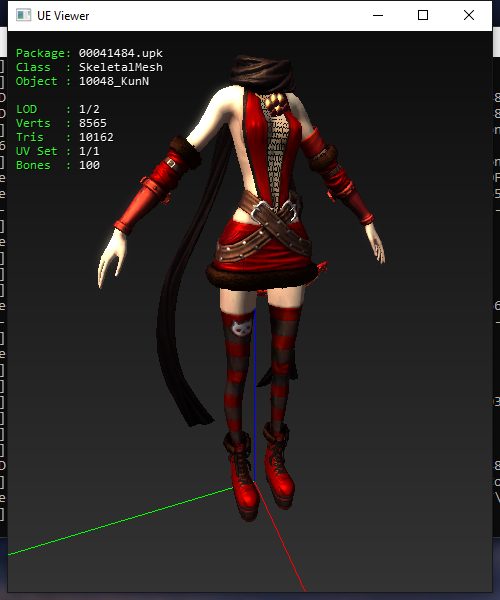 UE Viewer
Package: 00041484.upk
Class  : SkeletalMesh
Object : 10048_KunN
LOD    : 1/2
Verts  : 8565
Tris   : 10162
UV Set : 1/1
Bones  : 100